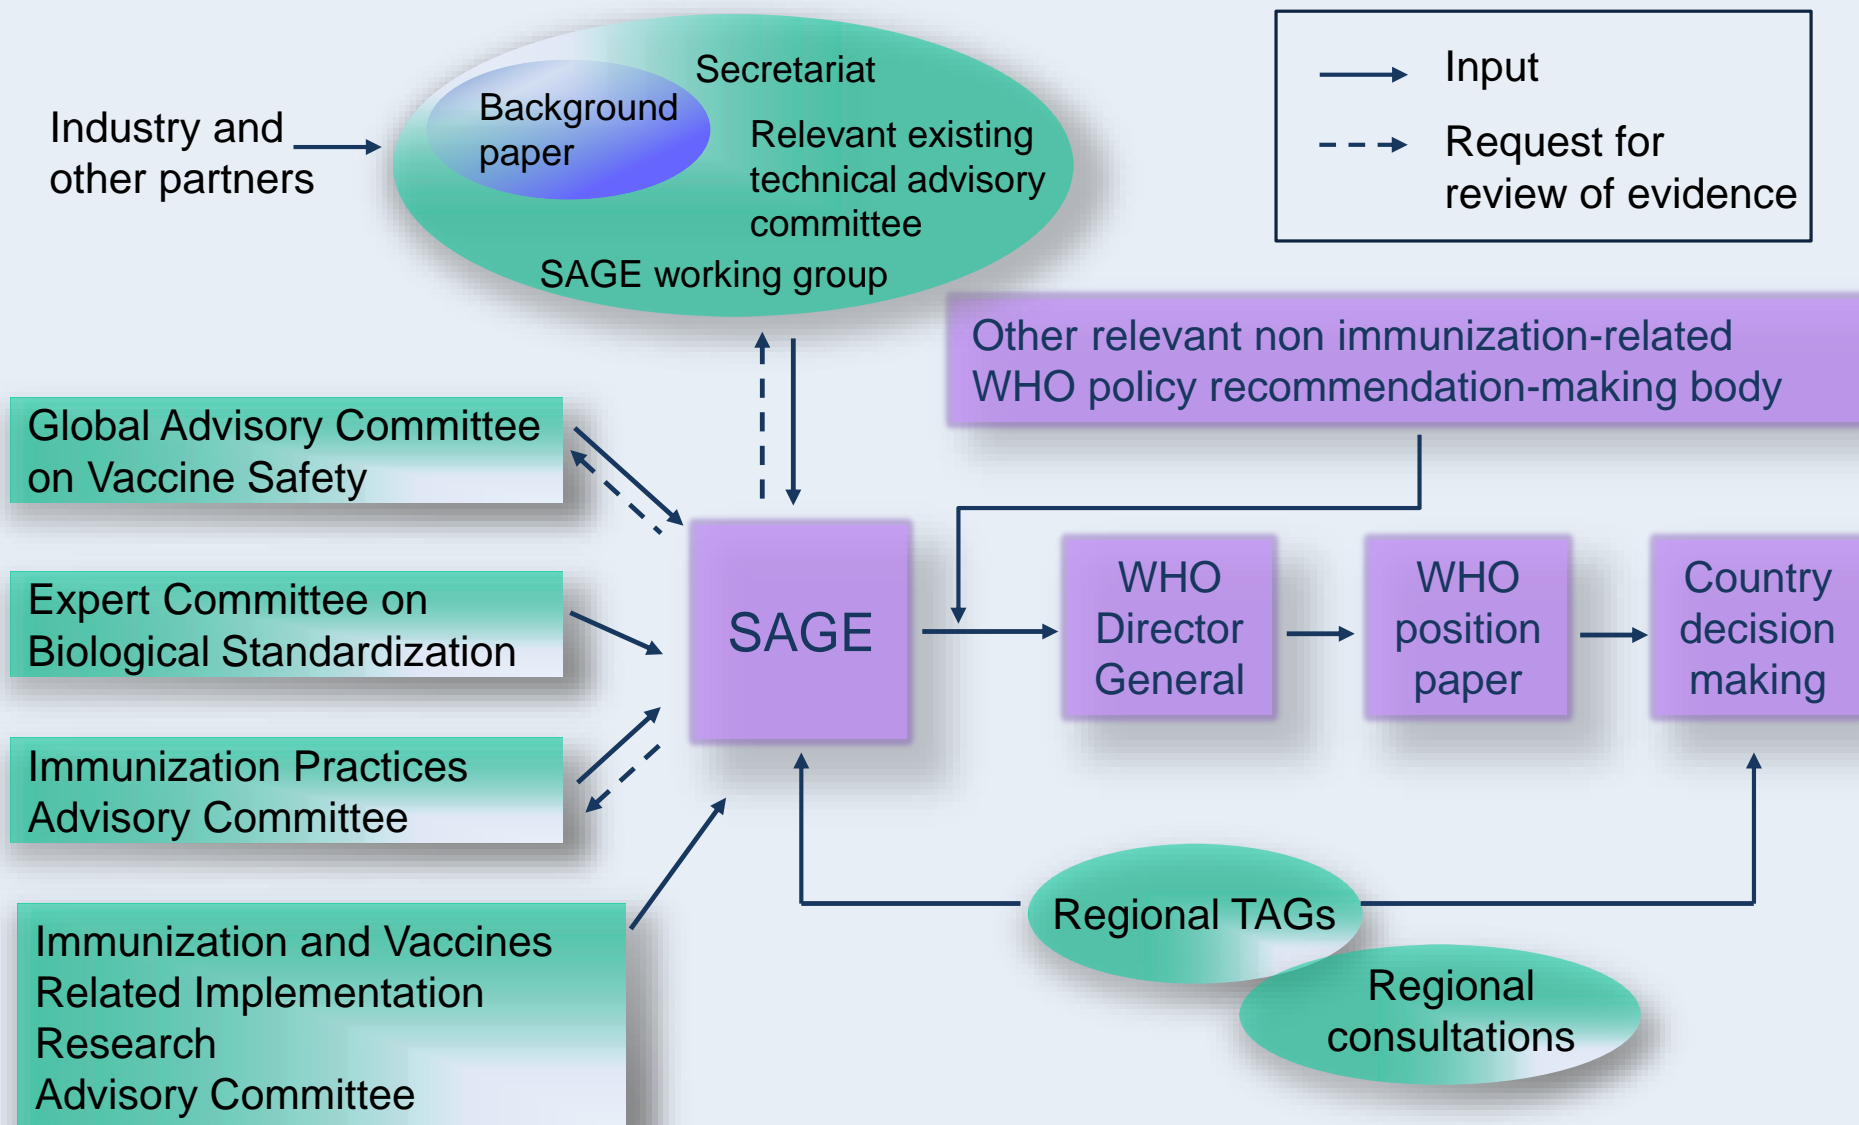 Industry and
other partners
Background
paper
Secretariat
Relevant existing
technical advisory
committee
SAGE working group
Input
Request for
review of evidence
Other relevant non immunization-related
WHO policy recommendation-making body
Global Advisory Committee
on Vaccine Safety
Expert Committee on
Biological Standardization
Immunization Practices
Advisory Committee
Immunization and Vaccines
Related Implementation
Research
Advisory Committee
SAGE
WHO
Director
General
WHO
position
paper
Country
decision
making
Regional TAGs
Regional
consultations